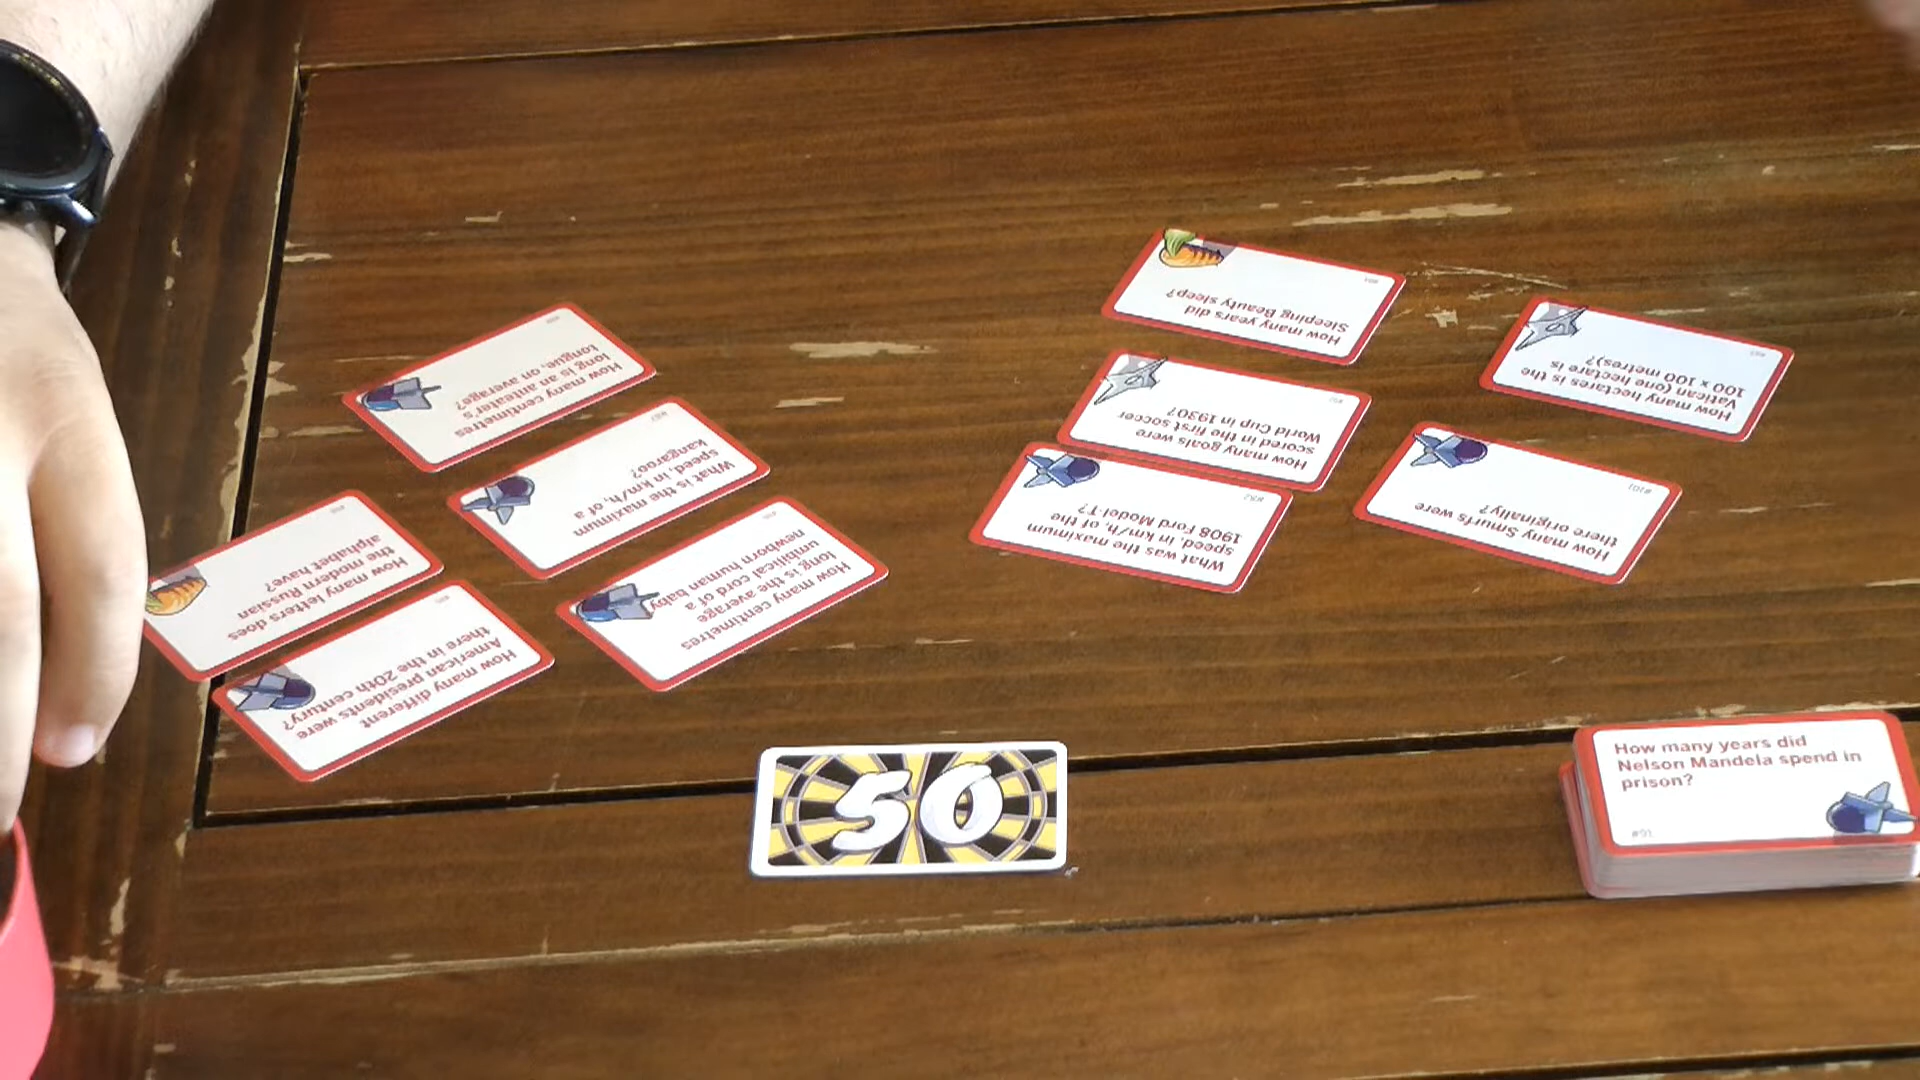 How many centimetres
long is an anteater's
tongue, on average?
What is the maximum
speed, in km/h, of a
kangaroo?
How many letters does
the modern Russian
alphabet have?
How many different
American presidents were
there in the 20th century?
How many centimetres
long is the average
umbilical cord of a
newborn human baby
How many years did
Sleeping Beauty sleep?
How many goals were
scored in the first soccer
World Cup in 1930?
What was the maximum
speed, in km/h, of the
1908 Ford Model-T?
#52
How many hectares is the
Vatican (one hectare is
100 x 100 metres)?
How many Smurfs were
there originally?
#101
50
How many years did
Nelson Mandela spend in
prison?
#91